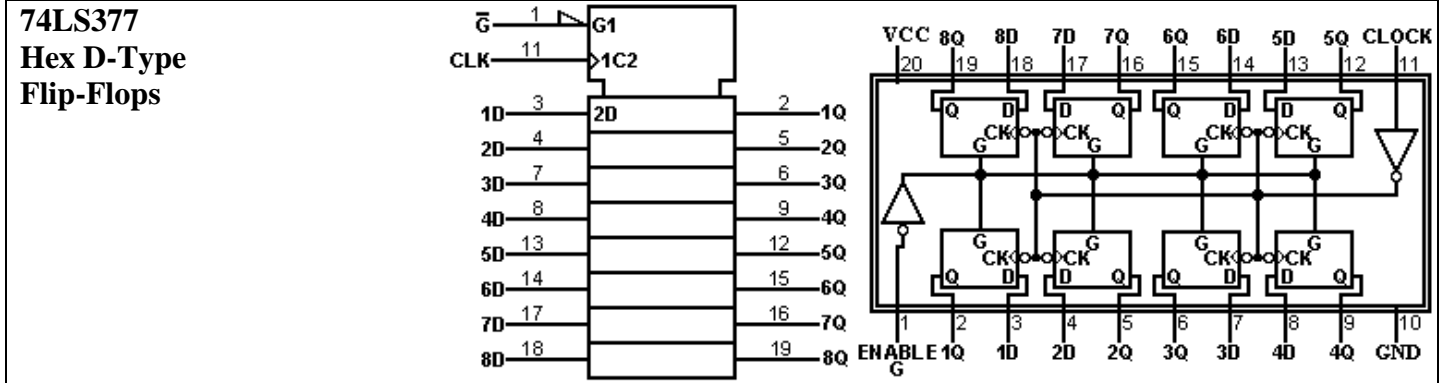 74LS377
Hex D-Type
Flip-Flops
G̅ 1 G1
CLK 11 1C2
1D 3 2D 2 1Q
2D 4 5 2Q
3D 7 6 3Q
4D 8 9 4Q
5D 13 12 5Q
6D 14 15 6Q
7D 17 16 7Q
8D 18 19 8Q
VCC 8Q 8D 7D 7Q 6Q 6D 5D 5Q CLOCK
20 19 18 17 16 15 14 13 12 11
Q D D Q Q D D Q
CK CK CK CK
G G G G
G G G G
CK CK CK CK
Q D D Q Q D D Q
1 2 3 4 5 6 7 8 9 10
ENABLE 1Q 1D 2D 2Q 3Q 3D 4D 4Q GND
G